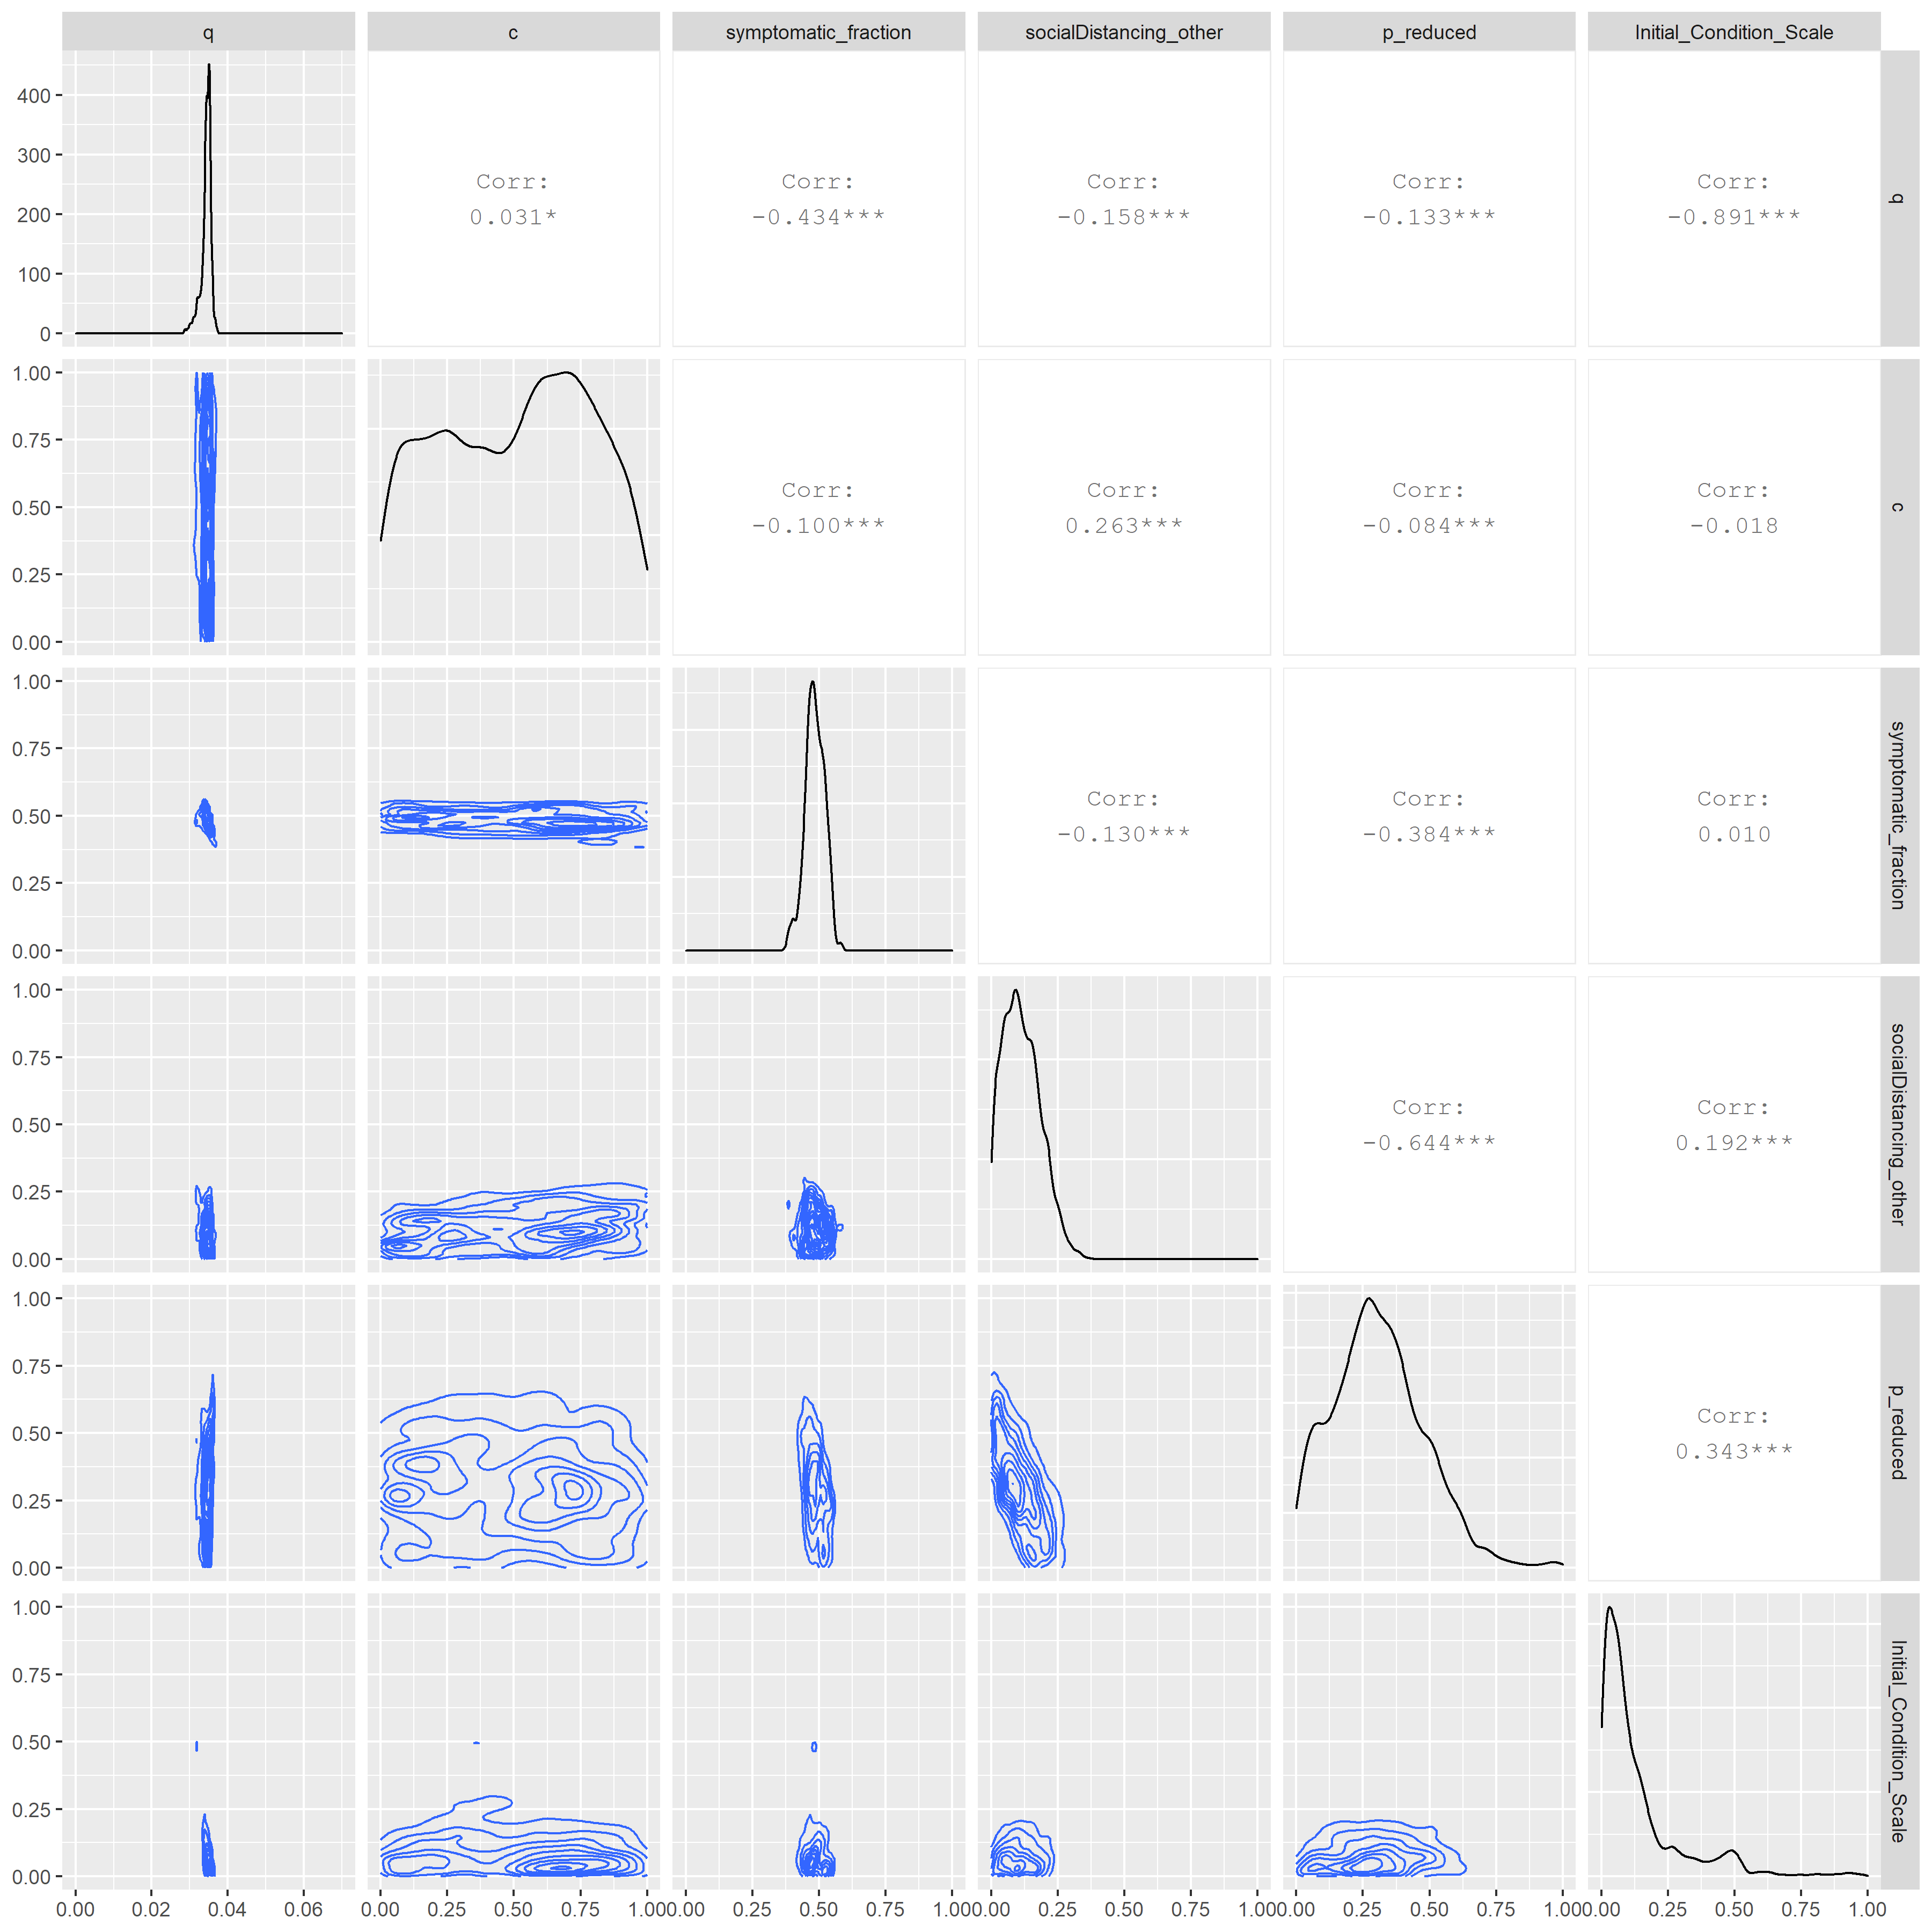 q c symptomatic_fraction socialDistancing_other p_reduced Initial_Condition_Scale
400
300
200
100
0
Corr:
0.031*
Corr:
-0.434***
Corr:
-0.158***
Corr:
-0.133***
Corr:
-0.891***
q
1.00
0.75
0.50
0.25
0.00
Corr:
-0.100***
Corr:
0.263***
Corr:
-0.084***
Corr:
-0.018
c
1.00
0.75
0.50
0.25
0.00
Corr:
-0.130***
Corr:
-0.384***
Corr:
0.010
symptomatic_fraction
1.00
0.75
0.50
0.25
0.00
Corr:
-0.644***
Corr:
0.192***
socialDistancing_other
1.00
0.75
0.50
0.25
0.00
Corr:
0.343***
p_reduced
1.00
0.75
0.50
0.25
0.00
Initial_Condition_Scale
0.00 0.02 0.04 0.06 0.00 0.25 0.50 0.75 1.00 0.00 0.25 0.50 0.75 1.00 0.00 0.25 0.50 0.75 1.00 0.00 0.25 0.50 0.75 1.00 0.00 0.25 0.50 0.75 1.00